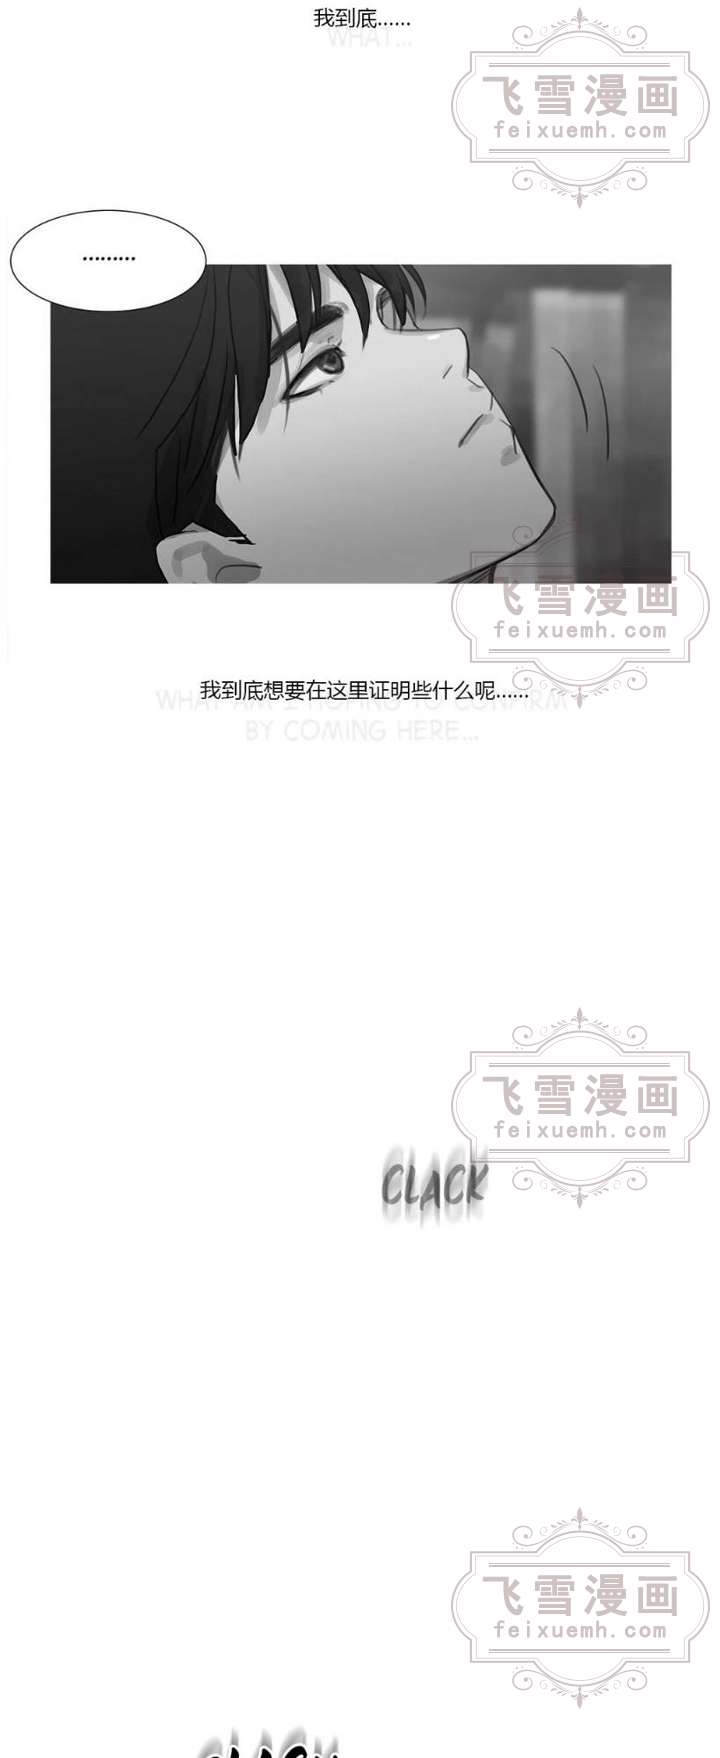 我到底……
WHAT...
飞雪漫画
feixuemh.com
………
飞雪漫画
feixuemh.com
我到底想要在这里证明些什么呢……
WHAT AM I HOPING TO CONFIRM
BY COMING HERE...
飞雪漫画
feixuemh.com
CLACK
飞雪漫画
feixuemh.com
CLACK